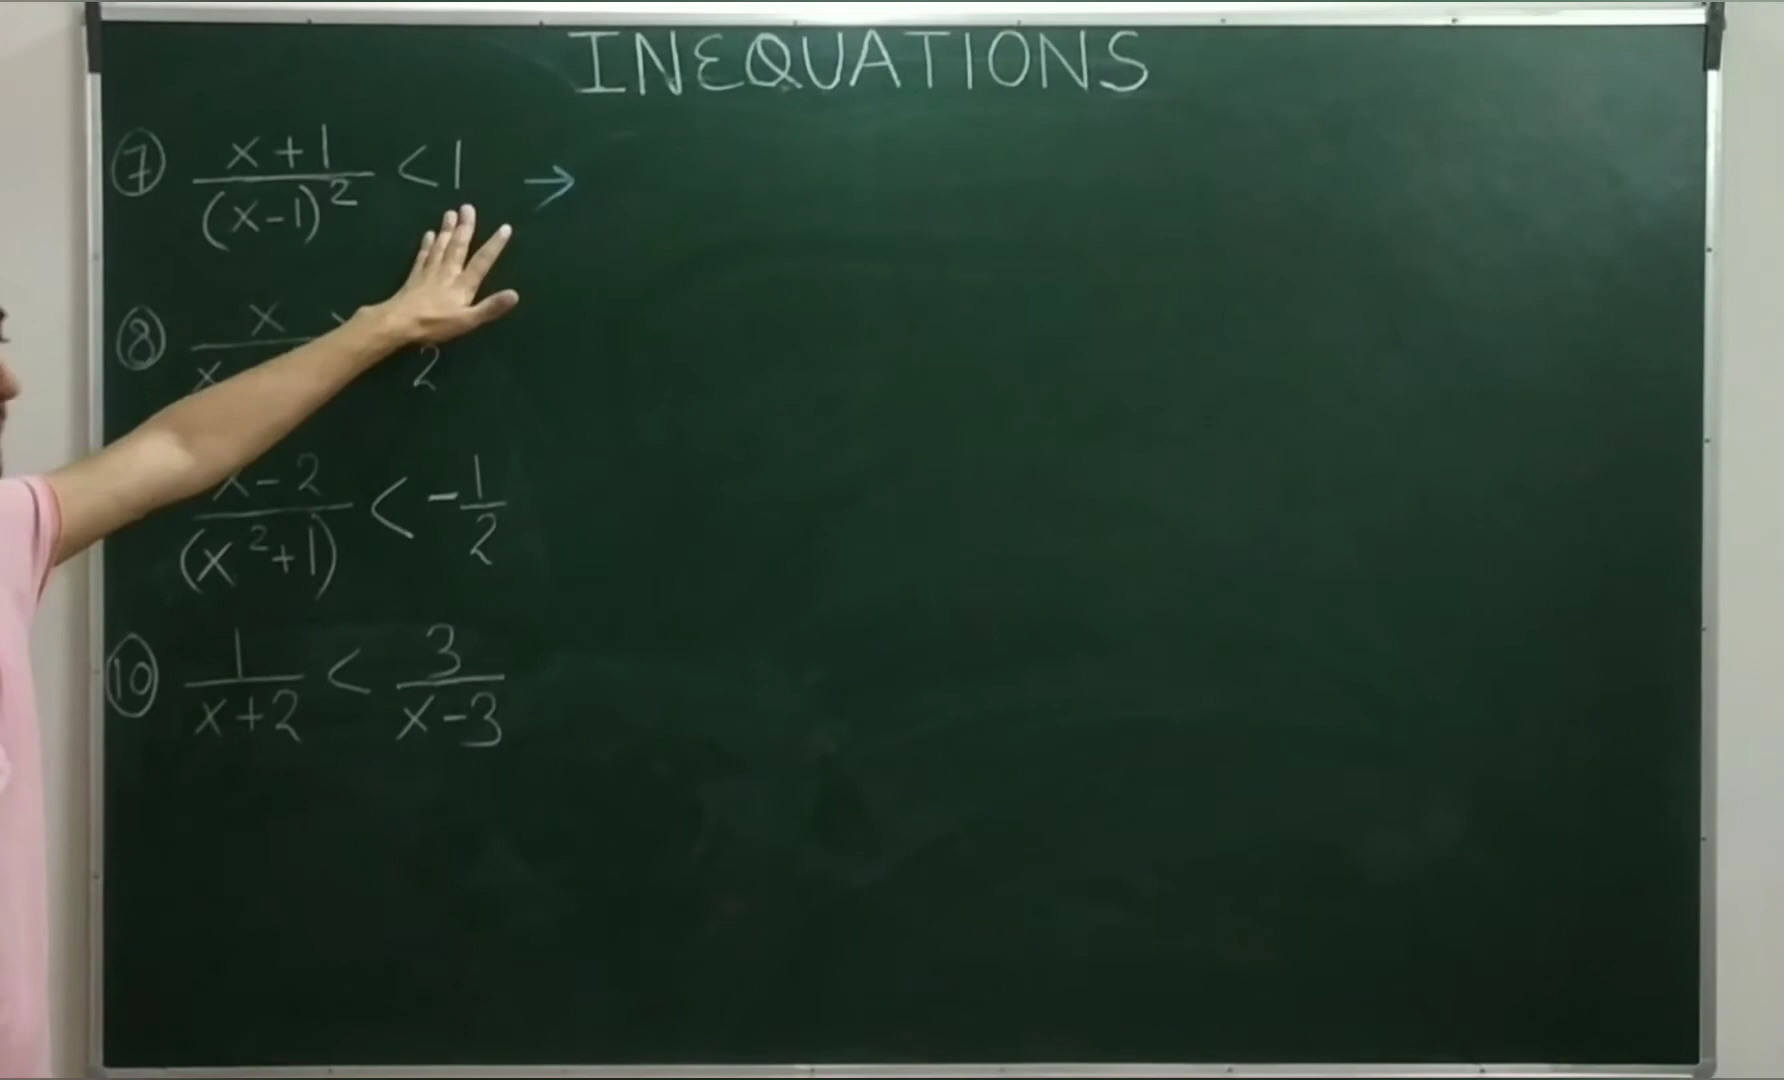 INEQUATIONS
⑦ (x+1)/(x-1)² < 1 →
⑧ x/x 2
(x-2)/(x²+1) < -1/2
⑩ 1/(x+2) < 3/(x-3)